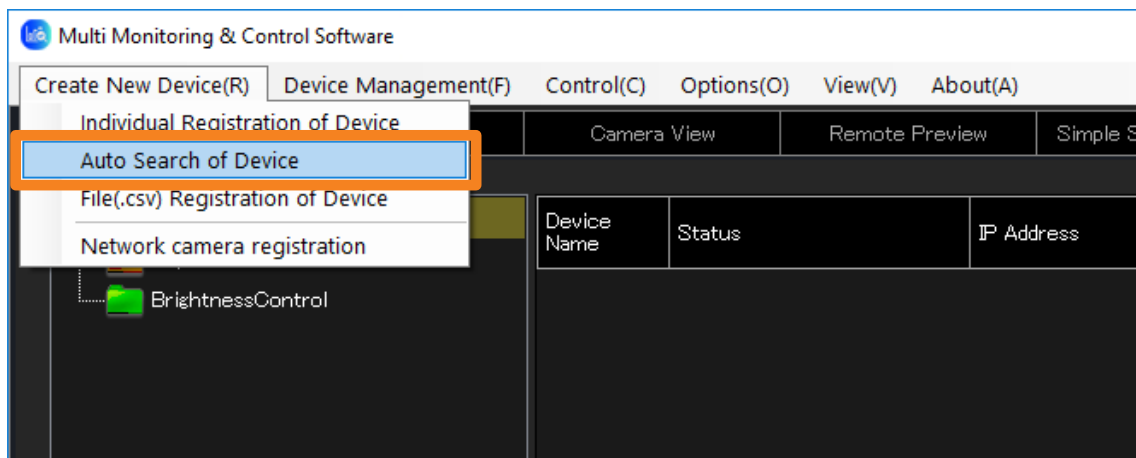 Multi Monitoring & Control Software
Create New Device(R) Device Management(F) Control(C) Options(O) View(V) About(A)
Individual Registration of Device
Auto Search of Device
File(.csv) Registration of Device
Network camera registration
Camera View Remote Preview Simple S
Device Name Status IP Address
BrightnessControl